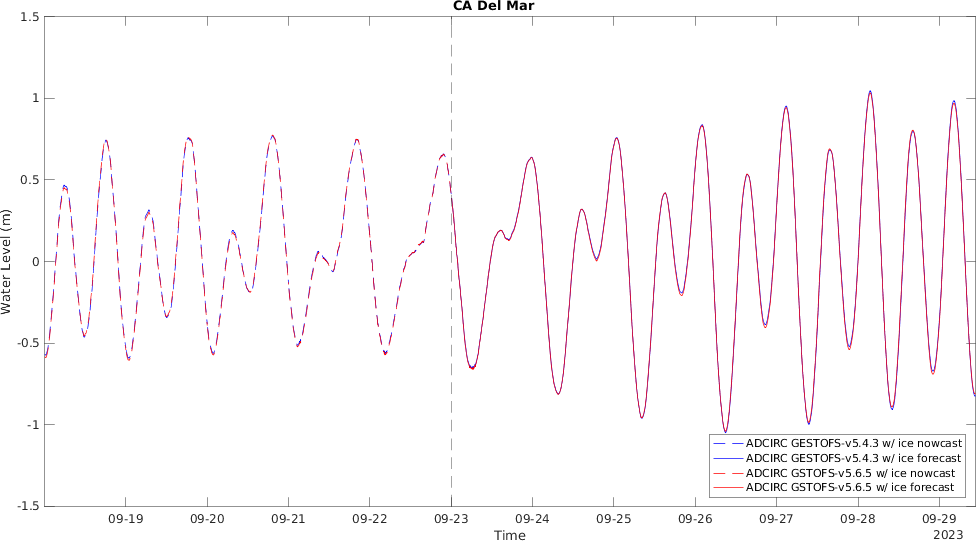 CA Del Mar
1.5
1
0.5
0
-0.5
-1
-1.5
Water Level (m)
ADCIRC GESTOFS-v5.4.3 w/ ice nowcast
ADCIRC GESTOFS-v5.4.3 w/ ice forecast
ADCIRC GSTOFS-v5.6.5 w/ ice nowcast
ADCIRC GSTOFS-v5.6.5 w/ ice forecast
09-19 09-20 09-21 09-22 09-23 09-24 09-25 09-26 09-27 09-28 09-29
Time
2023